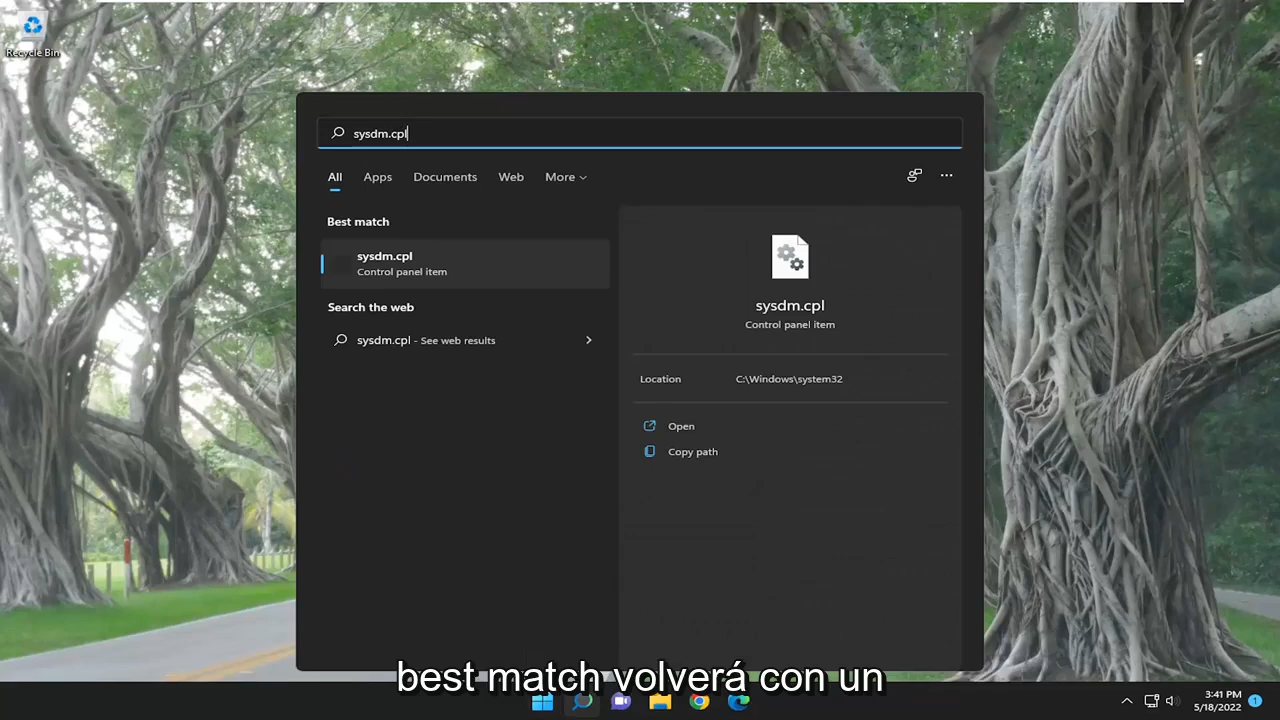 Recycle Bin
sysdm.cpl
All Apps Documents Web More
Best match
sysdm.cpl
Control panel item
Search the web
sysdm.cpl - See web results
sysdm.cpl
Control panel item
Location C:\Windows\system32
Open
Copy path
best match volverá con un
3:41 PM
5/18/2022
1